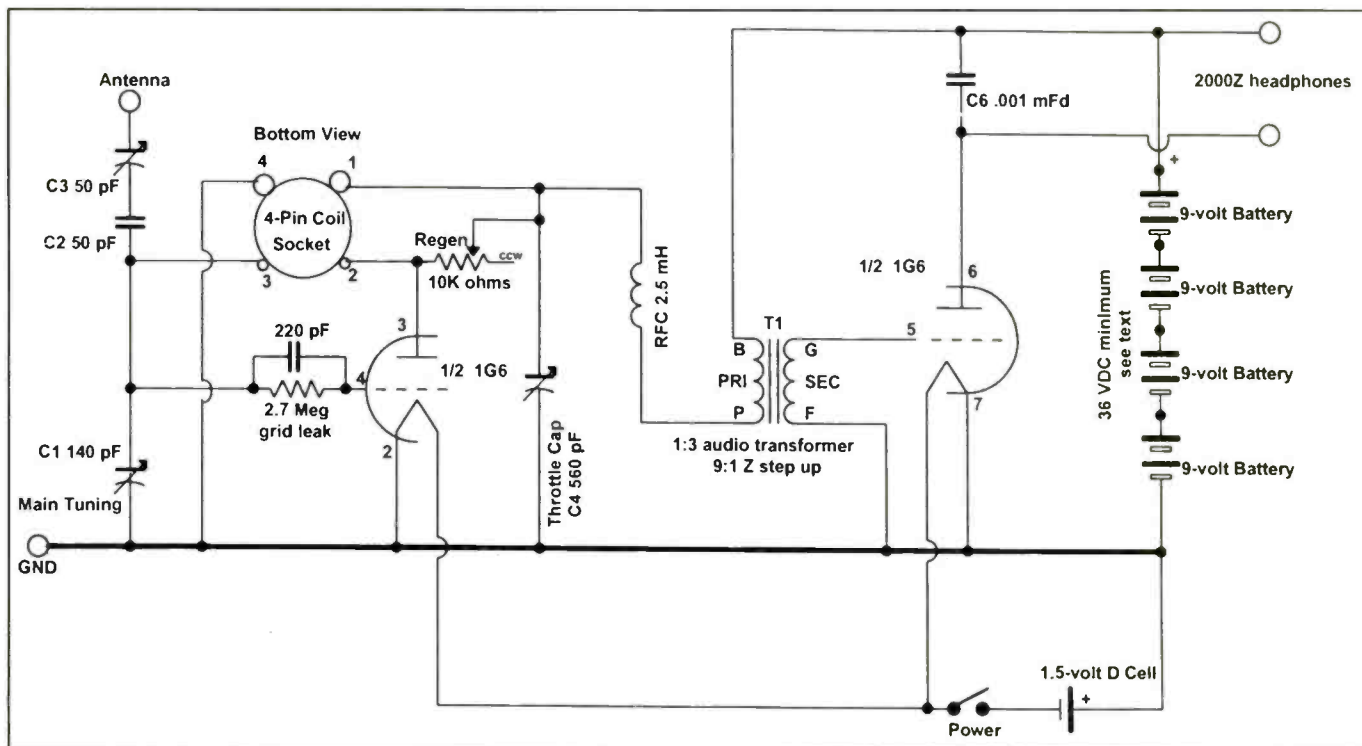 Antenna
C3 50 pF
C2 50 pF
C1 140 pF
Main Tuning
GND
Bottom View
4
1
4-Pin Coil
Socket
3
2
Regen
ccw
10K ohms
220 pF
2.7 Meg
grid leak
3
4
1/2 1G6
2
Throttle Cap
C4 560 pF
RFC 2.5 mH
T1
B
G
PRI
SEC
P
F
1:3 audio transformer
9:1 Z step up
C6 .001 mFd
1/2 1G6
6
5
7
2000Z headphones
+
9-volt Battery
9-volt Battery
9-volt Battery
9-volt Battery
36 VDC minimum
see text
1.5-volt D Cell
+
Power